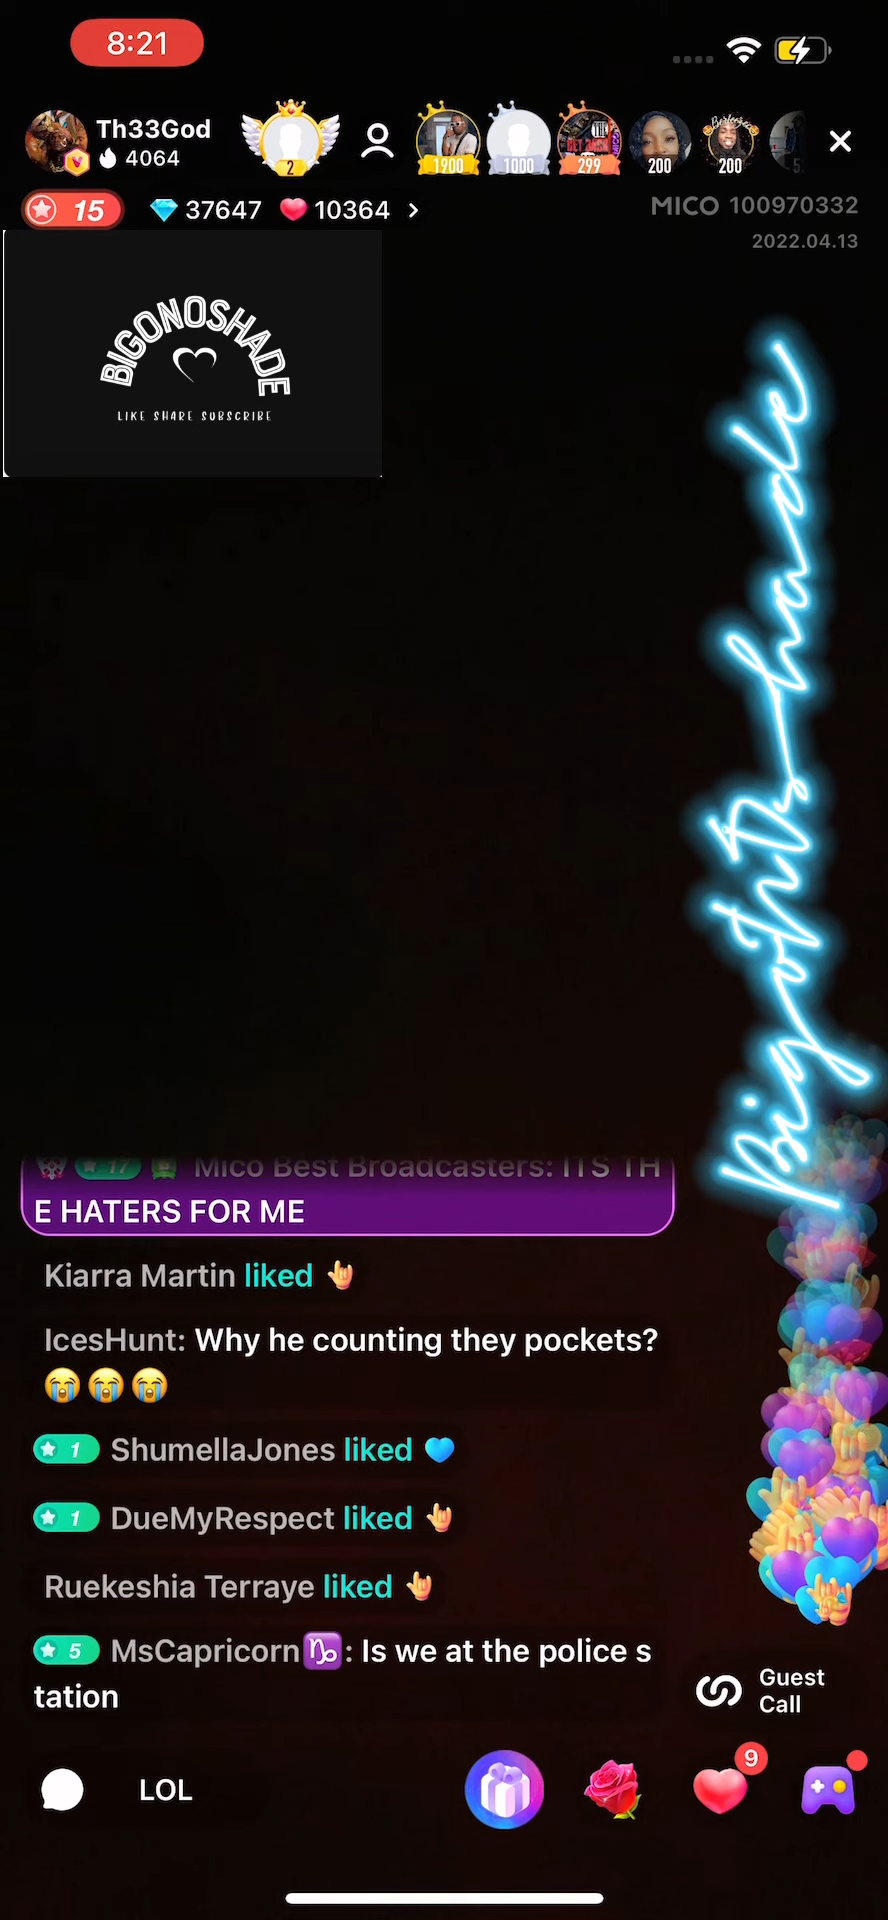 8:21
Th33God
4064
2
1900
1000
299
200
200
15
37647
10364
MICO 100970332
2022.04.13
BIGONOSHADE
LIKE SHARE SUBSCRIBE
Bigonoshade
17 Mico Best Broadcasters: ITS TH
E HATERS FOR ME
Kiarra Martin liked
IcesHunt: Why he counting they pockets?
1 ShumellaJones liked
1 DueMyRespect liked
Ruekeshia Terraye liked
5 MsCapricorn♑: Is we at the police s
tation
Guest
Call
LOL
9